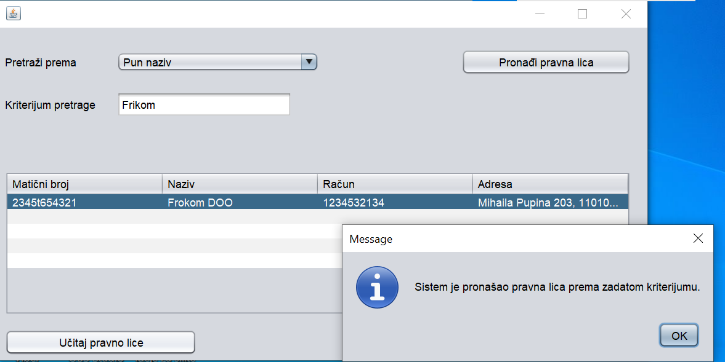 Pretraži prema
Pun naziv
Pronađi pravna lica
Kriterijum pretrage
Frikom
Matični broj Naziv Račun Adresa
2345t654321 Frokom DOO 1234532134 Mihaila Pupina 203, 11010...
Message
Sistem je pronašao pravna lica prema zadatom kriterijumu.
OK
Učitaj pravno lice